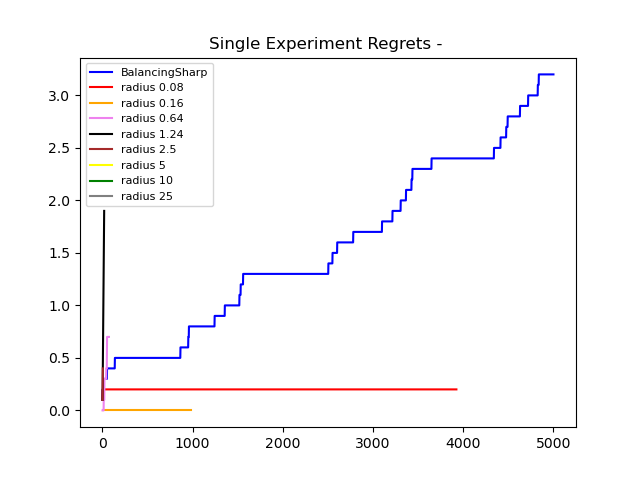 Single Experiment Regrets -
BalancingSharp
radius 0.08
radius 0.16
radius 0.64
radius 1.24
radius 2.5
radius 5
radius 10
radius 25
3.0
2.5
2.0
1.5
1.0
0.5
0.0
0 1000 2000 3000 4000 5000